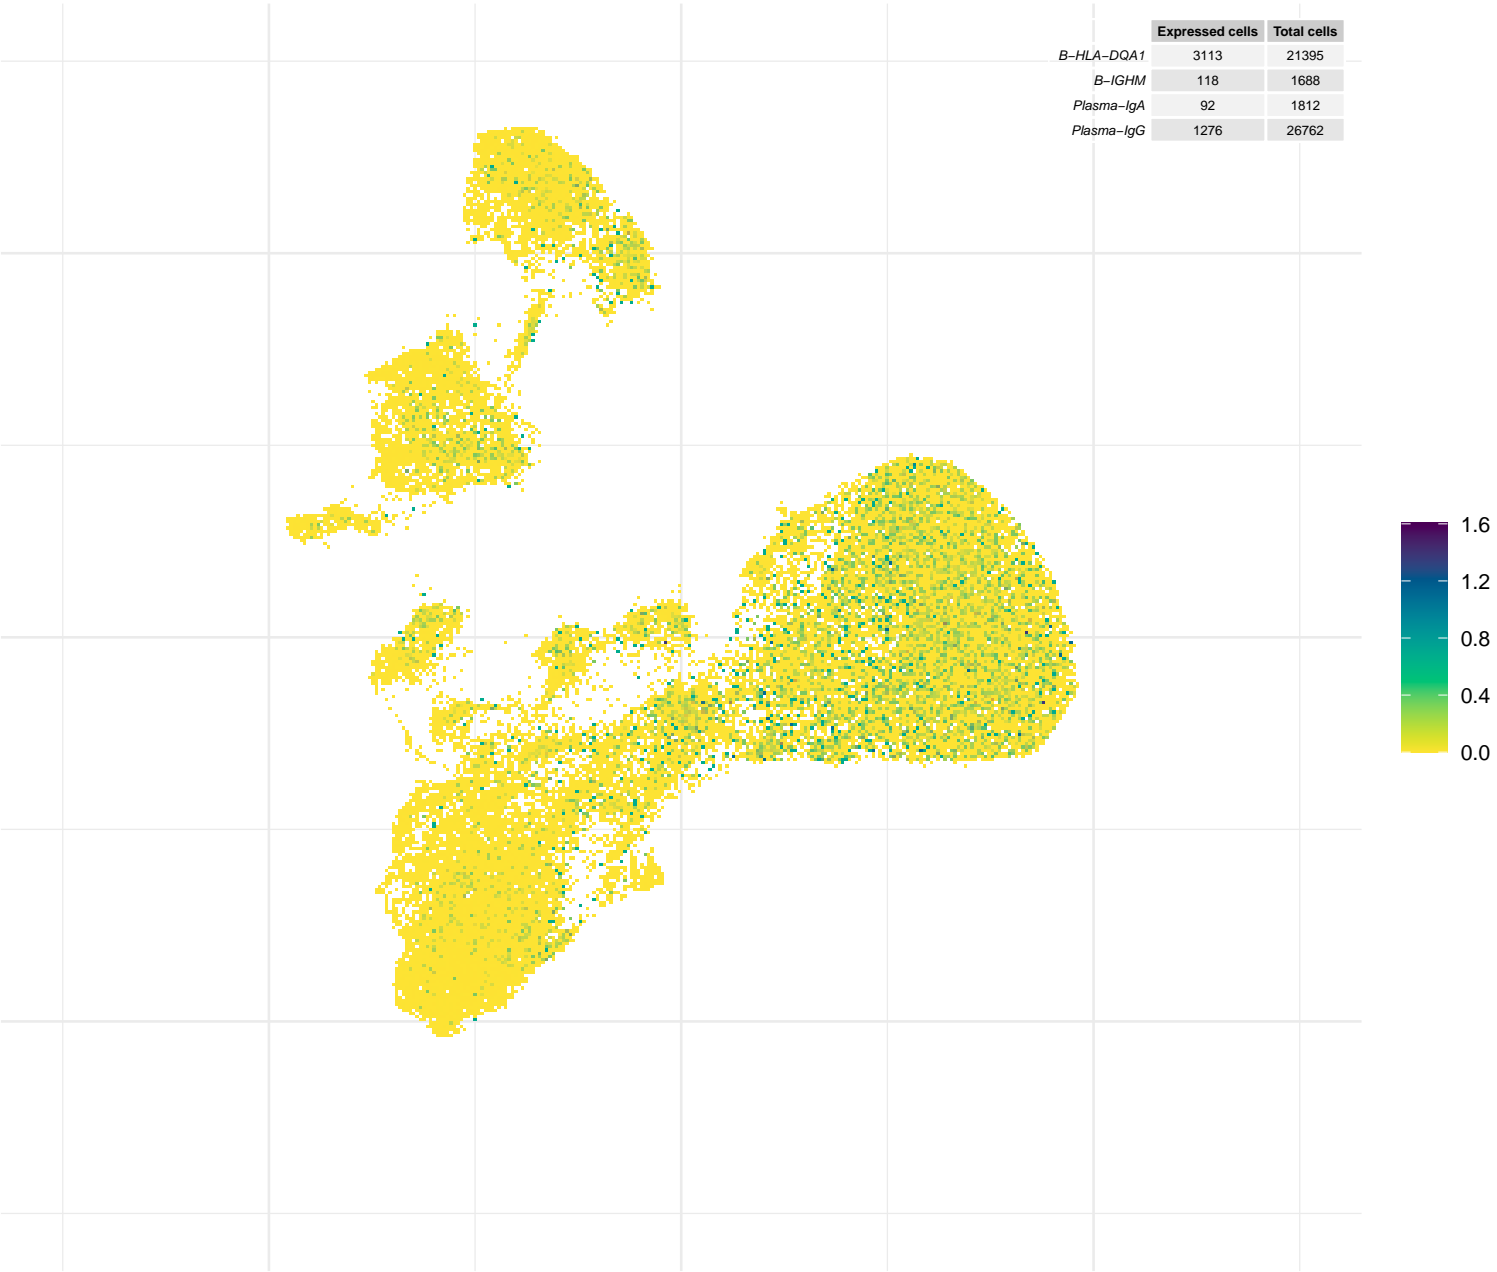 Expressed cells Total cells
B−HLA−DQA1 3113 21395
B−IGHM 118 1688
Plasma−IgA 92 1812
Plasma−IgG 1276 26762
1.6
1.2
0.8
0.4
0.0